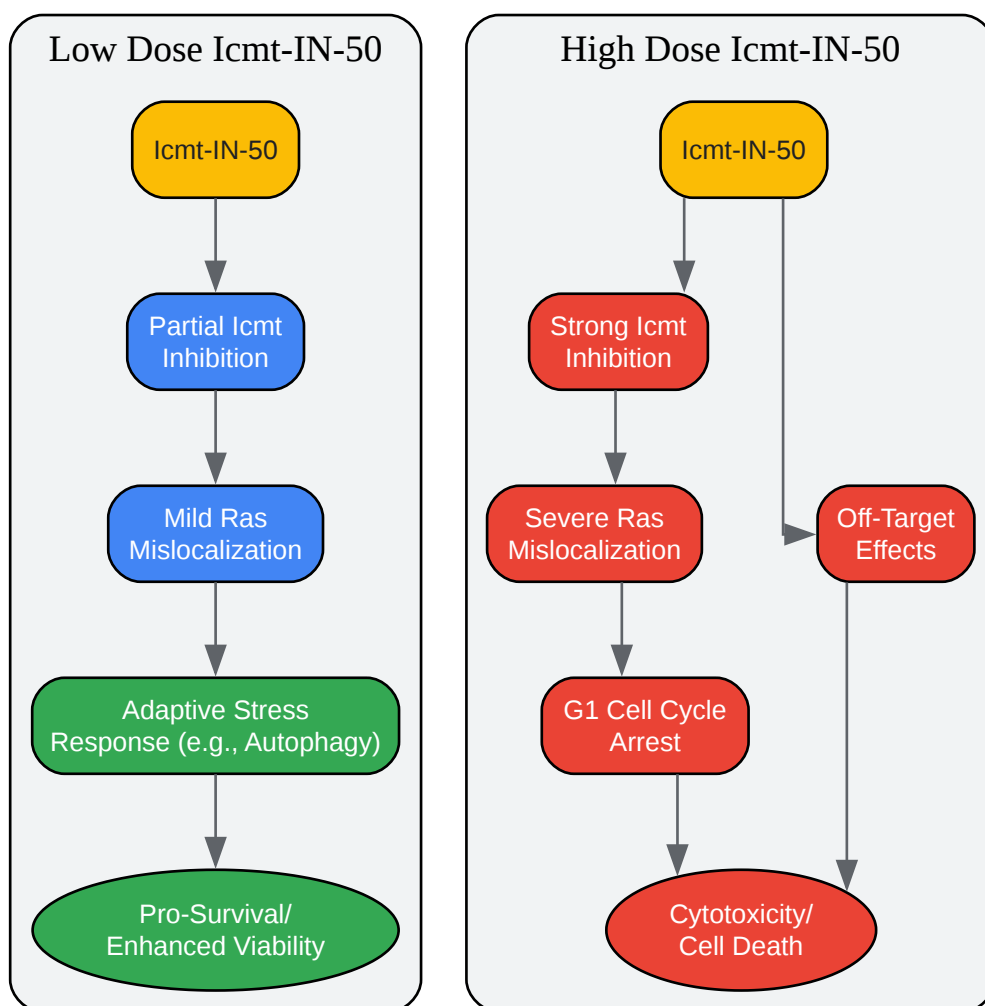 Low Dose Icmt-IN-50
Icmt-IN-50
Partial Icmt
Inhibition
Mild Ras
Mislocalization
Adaptive Stress
Response (e.g., Autophagy)
Pro-Survival/
Enhanced Viability
High Dose Icmt-IN-50
Icmt-IN-50
Strong Icmt
Inhibition
Severe Ras
Mislocalization
Off-Target
Effects
G1 Cell Cycle
Arrest
Cytotoxicity/
Cell Death